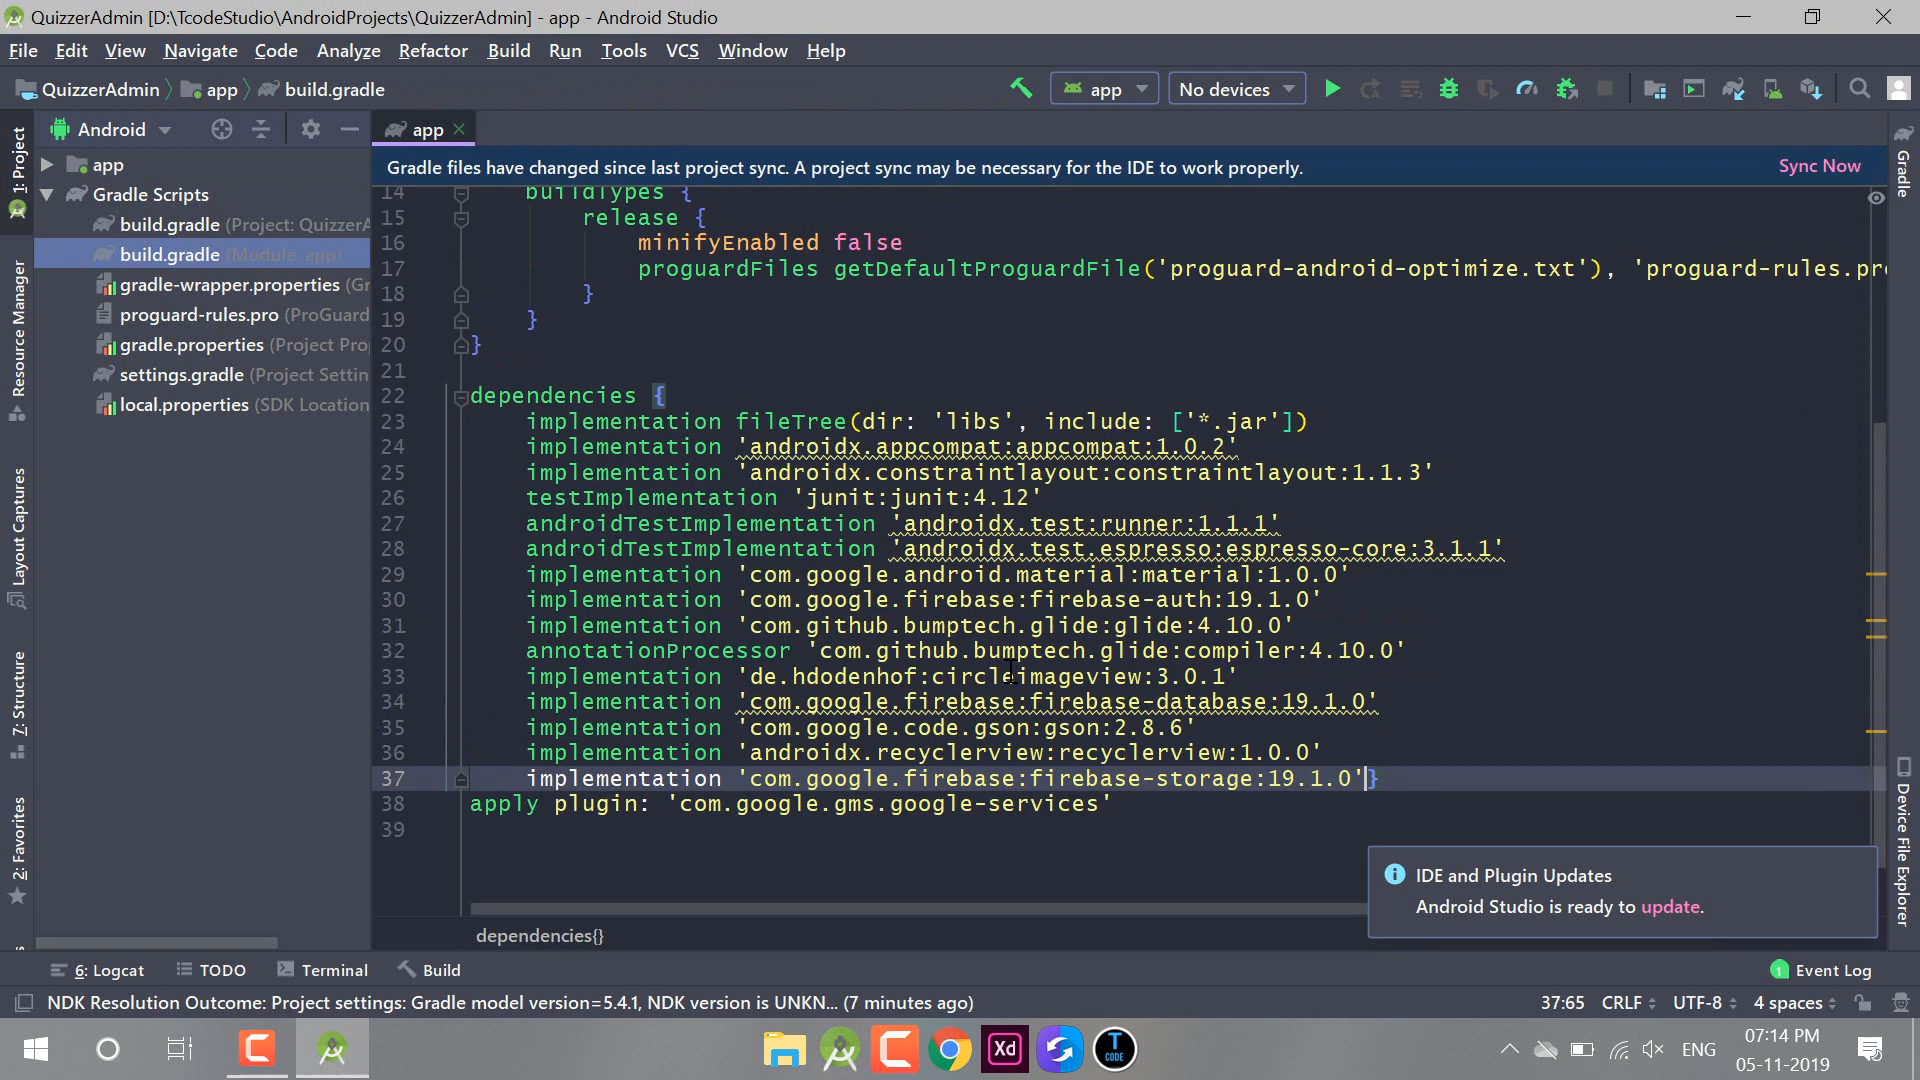 QuizzerAdmin [D:\TcodeStudio\AndroidProjects\QuizzerAdmin] - app - Android Studio
File Edit View Navigate Code Analyze Refactor Build Run Tools VCS Window Help
QuizzerAdmin app build.gradle app No devices
Android
app
1: Project
Resource Manager
Layout Captures
7: Structure
2: Favorites
app
Gradle Scripts
build.gradle (Project: QuizzerA
build.gradle (Module: app)
gradle-wrapper.properties (Gr
proguard-rules.pro (ProGuard
gradle.properties (Project Pro
settings.gradle (Project Settin
local.properties (SDK Location
Gradle files have changed since last project sync. A project sync may be necessary for the IDE to work properly. Sync Now
14 buildTypes {
15 release {
16 minifyEnabled false
17 proguardFiles getDefaultProguardFile('proguard-android-optimize.txt'), 'proguard-rules.pr
18 }
19 }
20 }
21
22 dependencies {
23 implementation fileTree(dir: 'libs', include: ['*.jar'])
24 implementation 'androidx.appcompat:appcompat:1.0.2'
25 implementation 'androidx.constraintlayout:constraintlayout:1.1.3'
26 testImplementation 'junit:junit:4.12'
27 androidTestImplementation 'androidx.test:runner:1.1.1'
28 androidTestImplementation 'androidx.test.espresso:espresso-core:3.1.1'
29 implementation 'com.google.android.material:material:1.0.0'
30 implementation 'com.google.firebase:firebase-auth:19.1.0'
31 implementation 'com.github.bumptech.glide:glide:4.10.0'
32 annotationProcessor 'com.github.bumptech.glide:compiler:4.10.0'
33 implementation 'de.hdodenhof:circleimageview:3.0.1'
34 implementation 'com.google.firebase:firebase-database:19.1.0'
35 implementation 'com.google.code.gson:gson:2.8.6'
36 implementation 'androidx.recyclerview:recyclerview:1.0.0'
37 implementation 'com.google.firebase:firebase-storage:19.1.0'}
38 apply plugin: 'com.google.gms.google-services'
39
dependencies{}
Gradle
Device File Explorer
IDE and Plugin Updates
Android Studio is ready to update.
6: Logcat TODO Terminal Build 1 Event Log
NDK Resolution Outcome: Project settings: Gradle model version=5.4.1, NDK version is UNKN... (7 minutes ago) 37:65 CRLF UTF-8 4 spaces
Xd
T
CODE
ENG
07:14 PM
05-11-2019